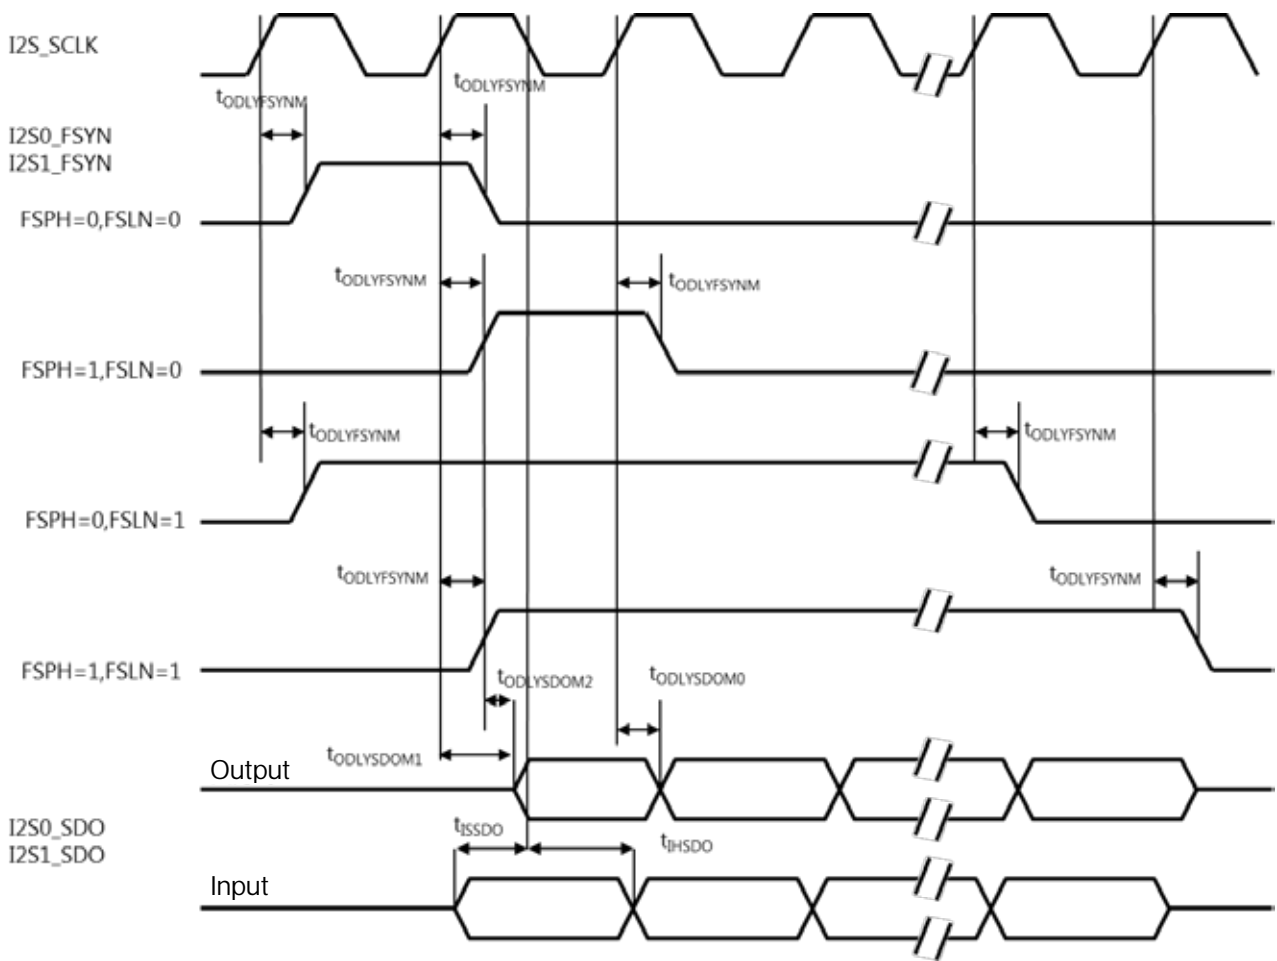 I2S_SCLK
tODLYFSYNM
tODLYFSYNM
I2S0_FSYN
I2S1_FSYN
FSPH=0,FSLN=0
tODLYFSYNM
tODLYFSYNM
FSPH=1,FSLN=0
tODLYFSYNM
tODLYFSYNM
FSPH=0,FSLN=1
tODLYFSYNM
tODLYFSYNM
FSPH=1,FSLN=1
tODLYSDOM2
tODLYSDOM0
tODLYSDOM1
Output
I2S0_SDO
I2S1_SDO
tISSDO
tIHSDO
Input